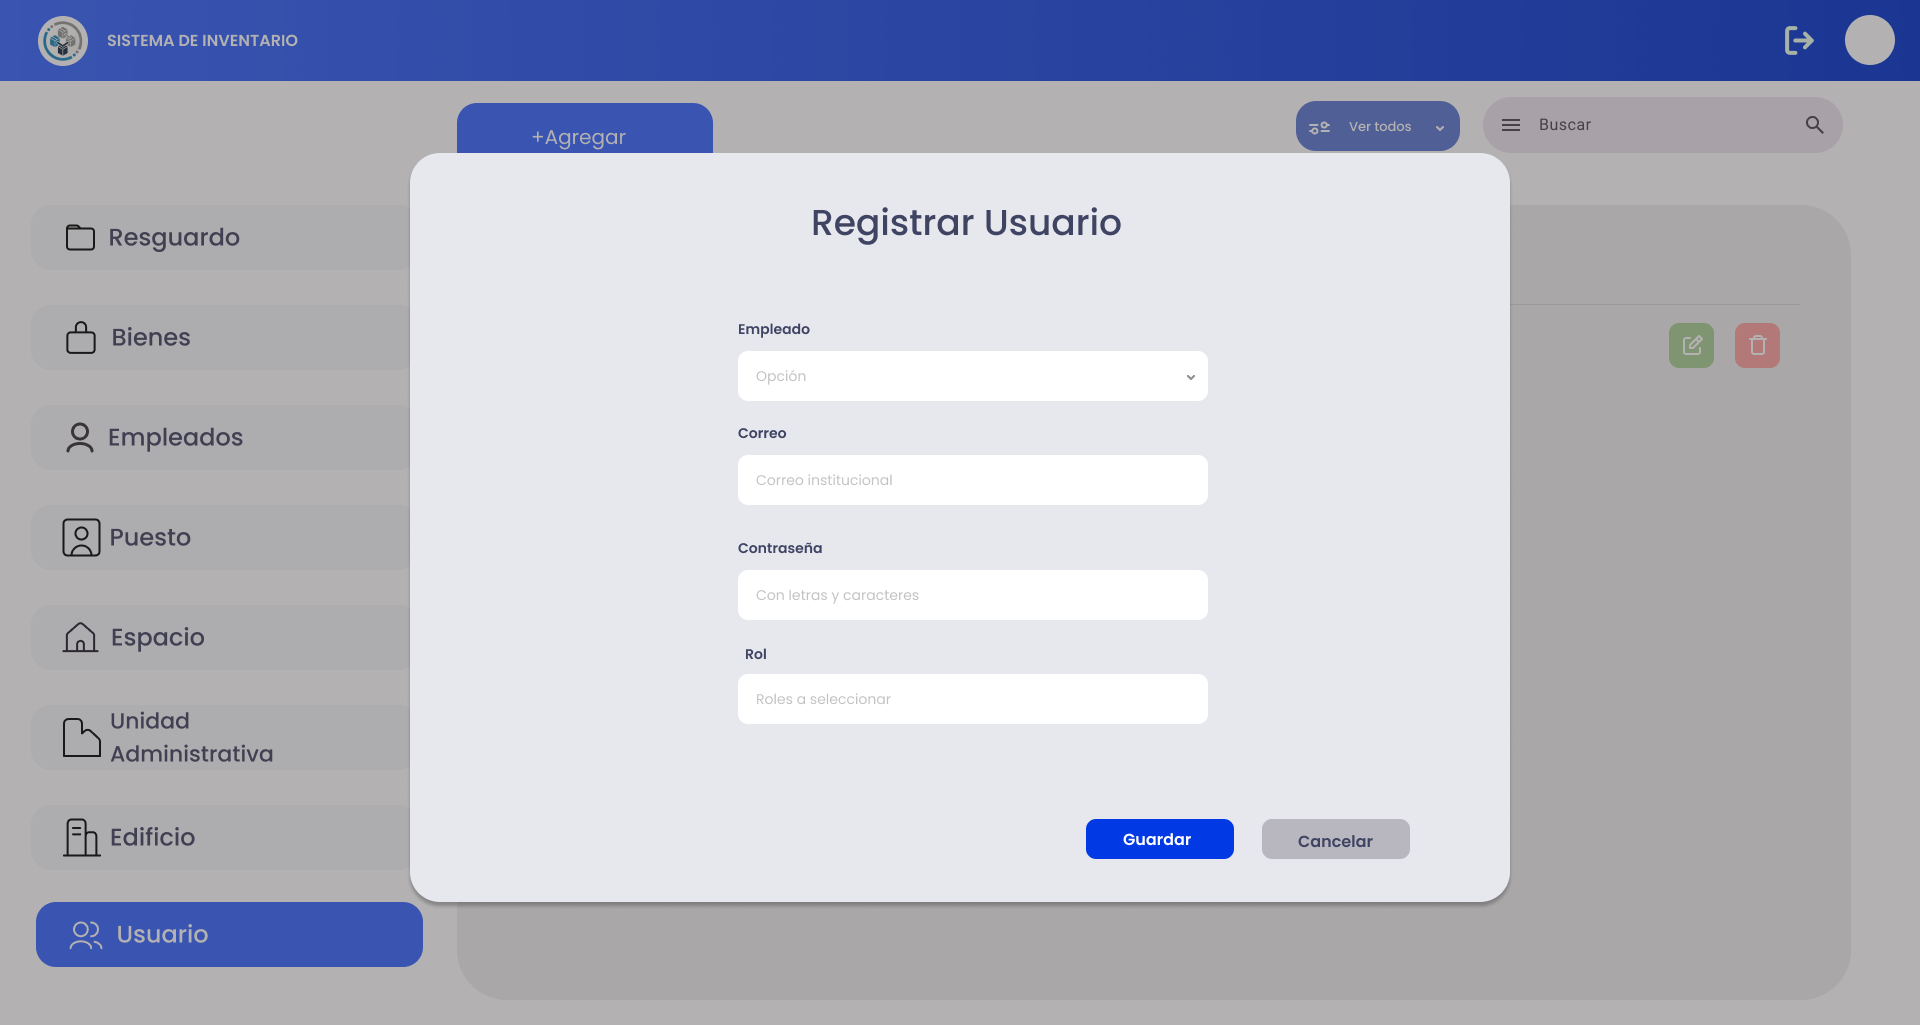 SISTEMA DE INVENTARIO
+Agregar
Ver todos
Buscar
Resguardo
Bienes
Empleados
Puesto
Espacio
Unidad
Administrativa
Edificio
Usuario
Registrar Usuario
Empleado
Opción
Correo
Correo institucional
Contraseña
Con letras y caracteres
Rol
Roles a seleccionar
Guardar
Cancelar